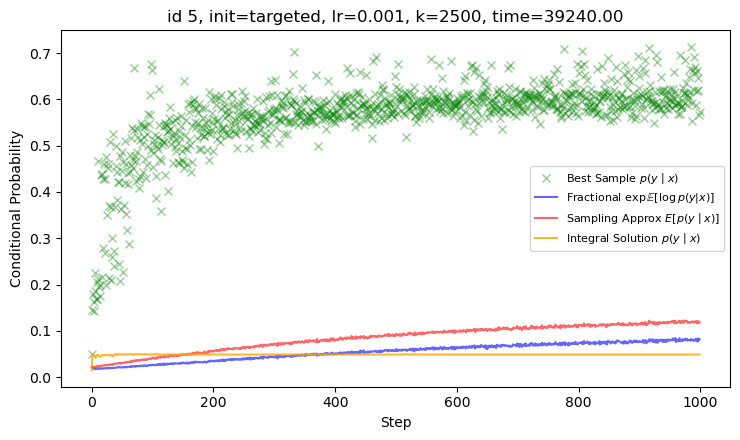 id 5, init=targeted, lr=0.001, k=2500, time=39240.00
Conditional Probability
0.7
0.6
0.5
0.4
0.3
0.2
0.1
0.0
Best Sample p(y | x)
Fractional exp𝔼[log p(y|x)]
Sampling Approx E[p(y | x)]
Integral Solution p(y | x)
0 200 400 600 800 1000
Step